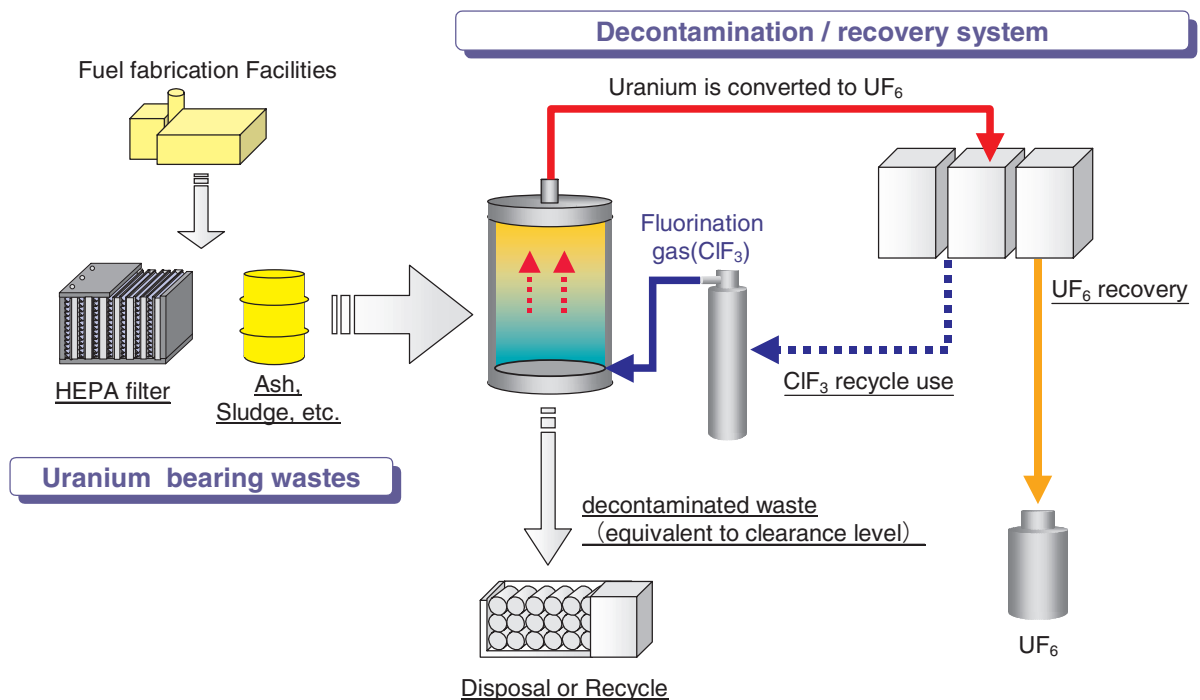 Decontamination / recovery system
Fuel fabrication Facilities
Uranium is converted to UF₆
Fluorination
gas(ClF₃)
UF₆ recovery
ClF₃ recycle use
HEPA filter
Ash,
Sludge, etc.
Uranium bearing wastes
decontaminated waste
（equivalent to clearance level）
UF₆
Disposal or Recycle